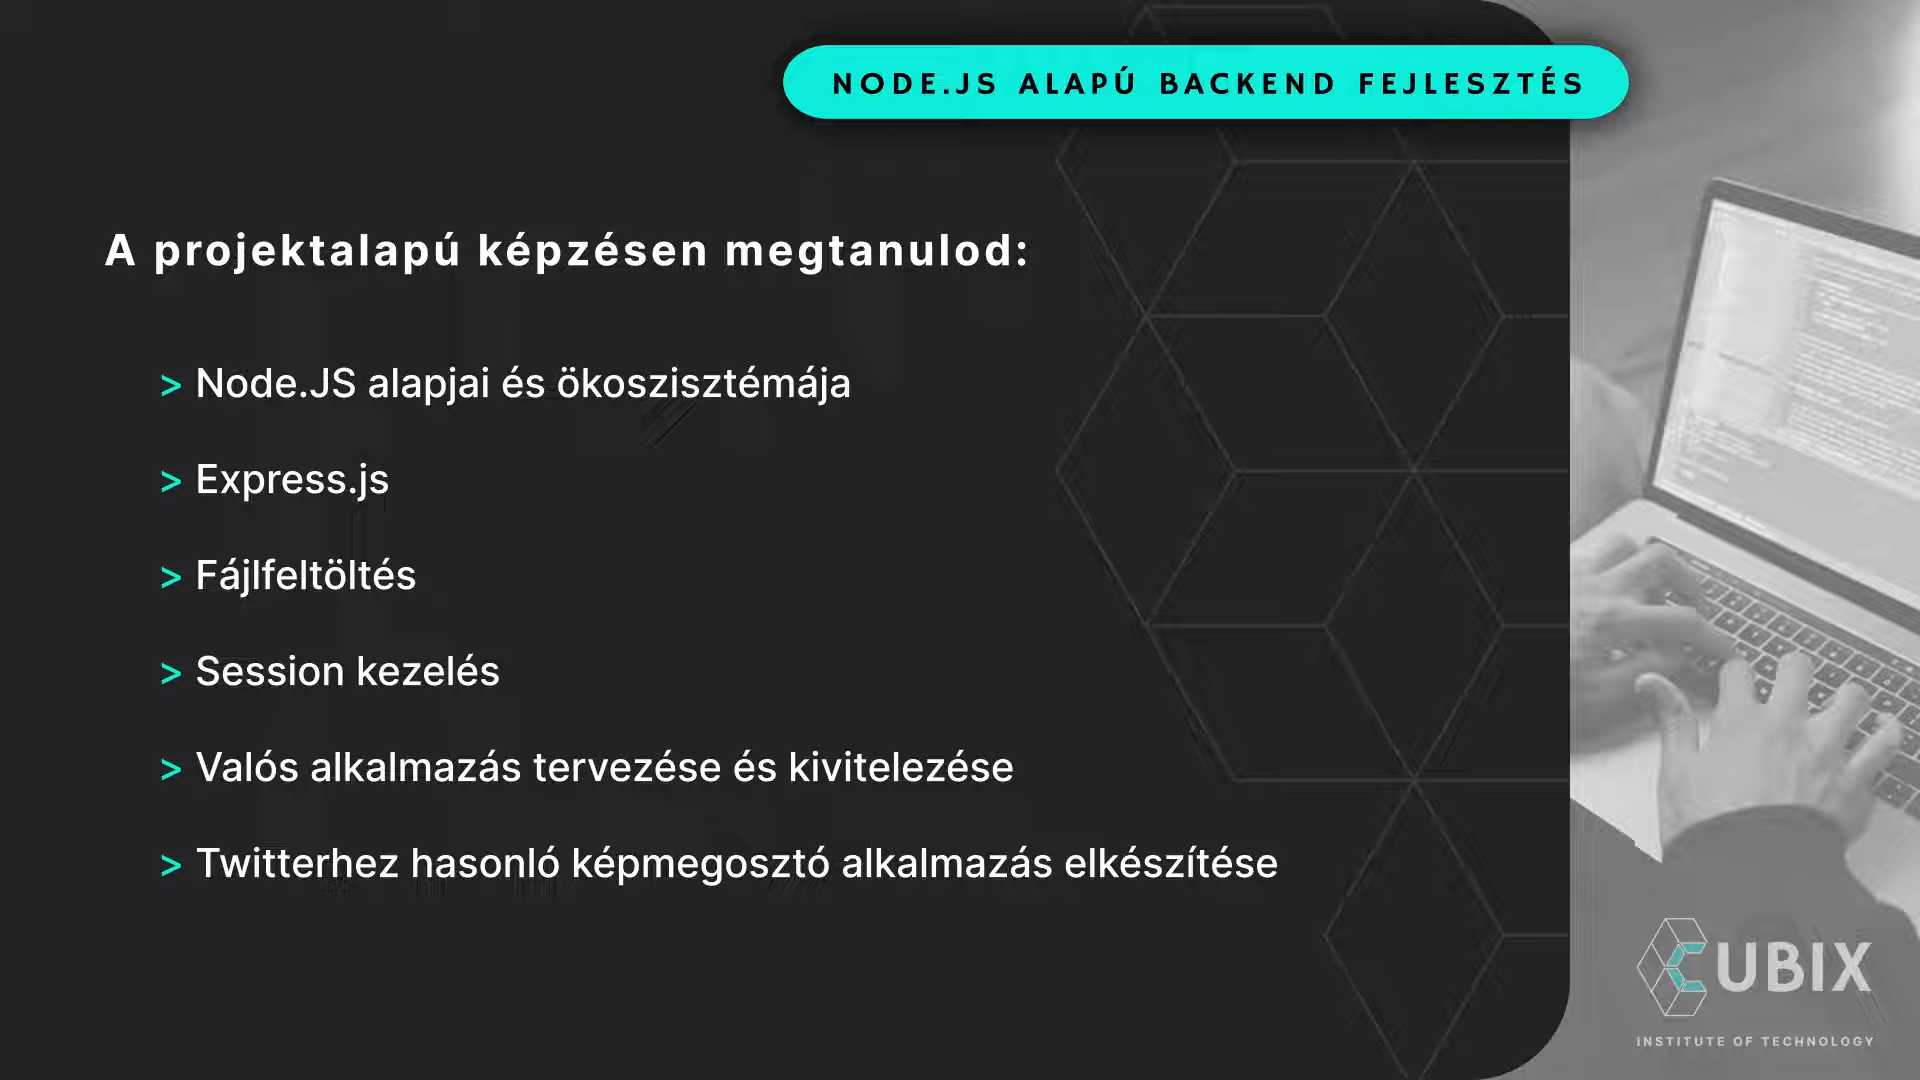 NODE.JS ALAPÚ BACKEND FEJLESZTÉS
A projektalapú képzésen megtanulod:
> Node.JS alapjai és ökoszisztémája
> Express.js
> Fájlfeltöltés
> Session kezelés
> Valós alkalmazás tervezése és kivitelezése
> Twitterhez hasonló képmegosztó alkalmazás elkészítése
CUBIX
INSTITUTE OF TECHNOLOGY